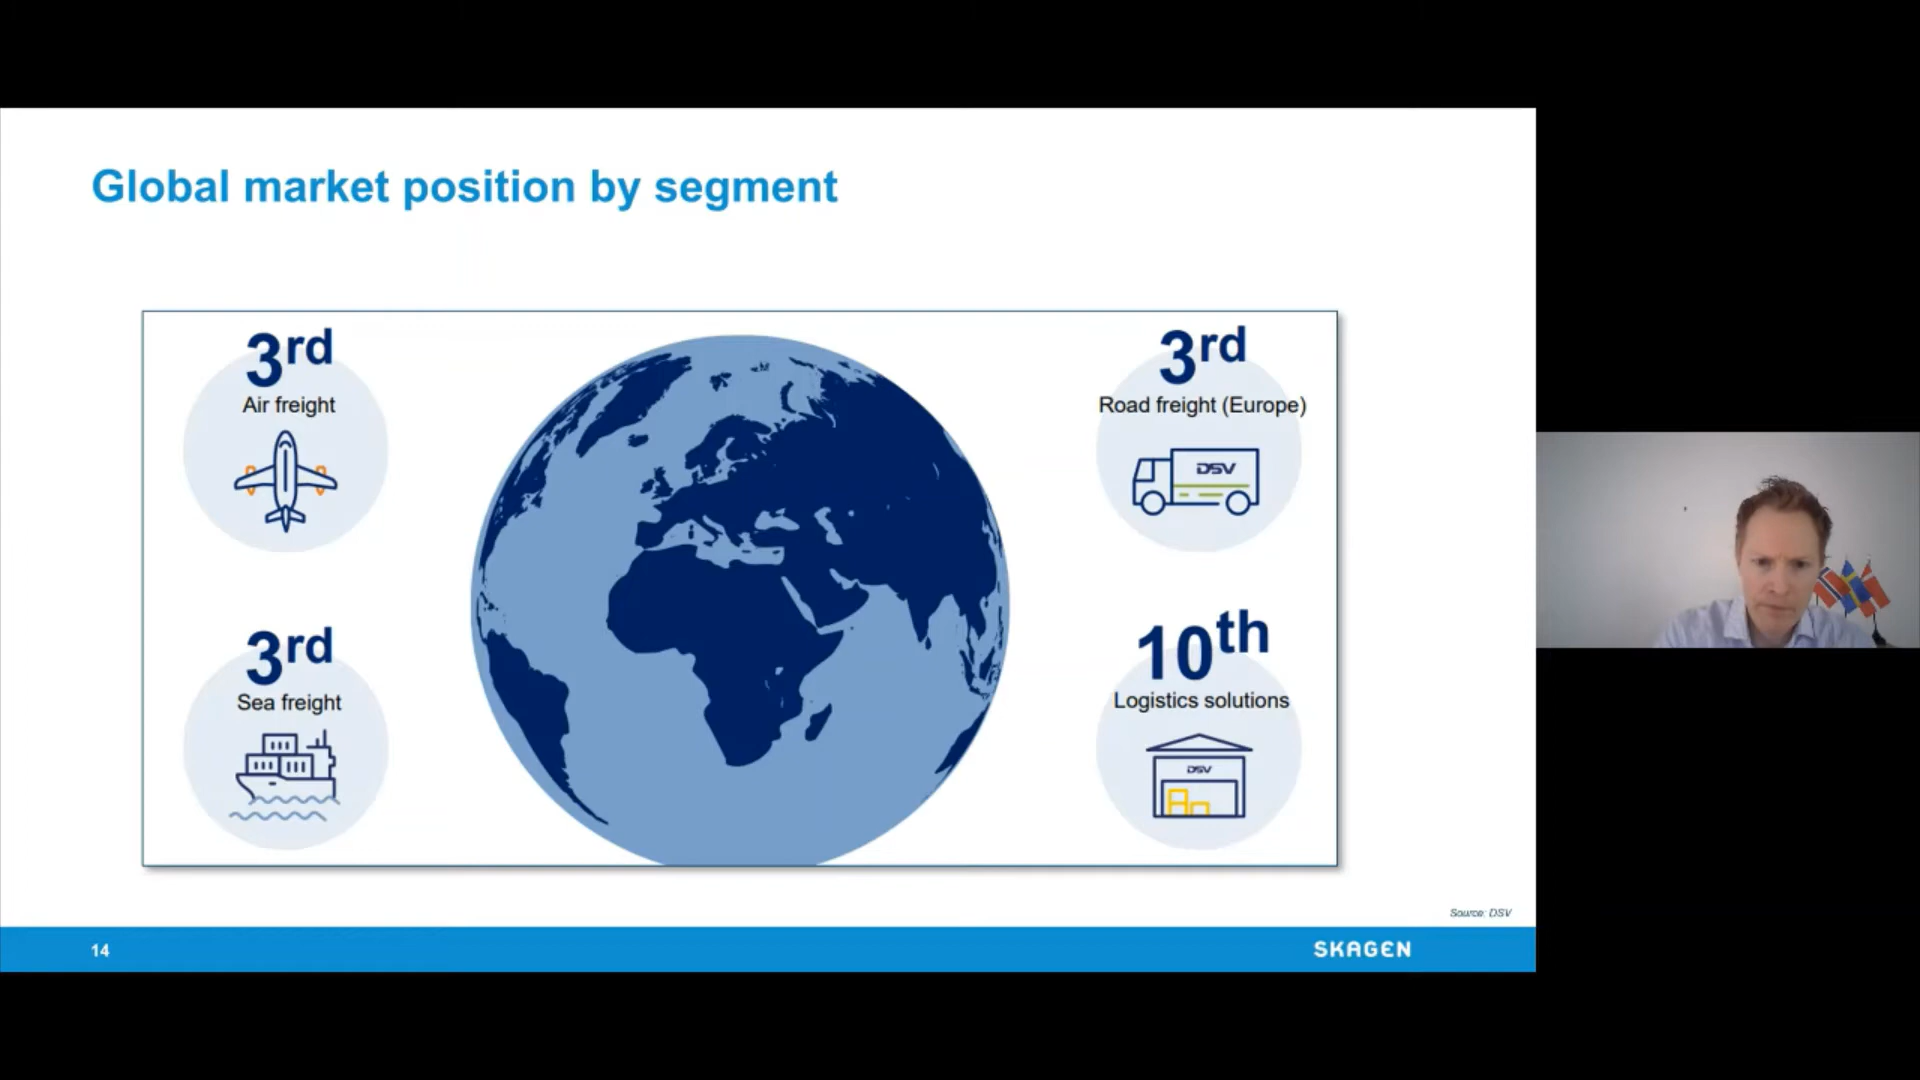 Global market position by segment
3rd
Air freight
3rd
Road freight (Europe)
DSV
3rd
Sea freight
10th
Logistics solutions
DSV
Source: DSV
14
SKAGEN